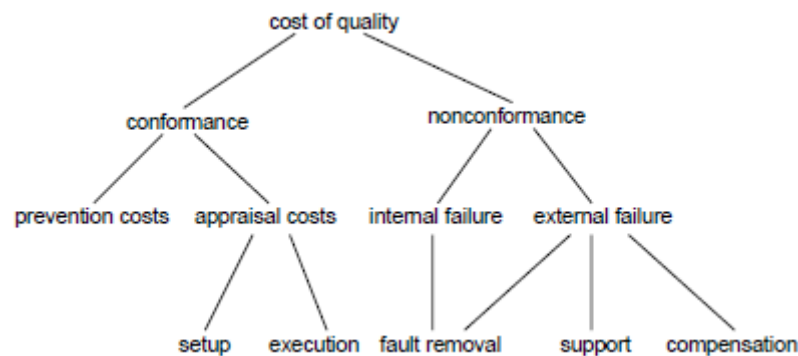 cost of quality
conformance
nonconformance
prevention costs
appraisal costs
internal failure
external failure
setup
execution
fault removal
support
compensation